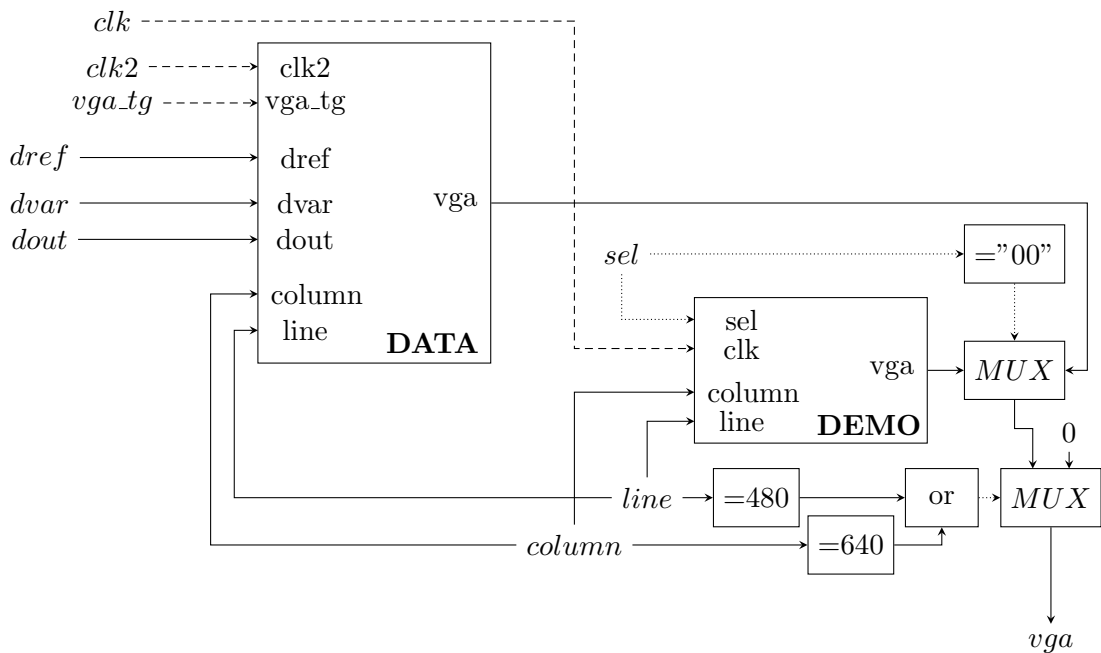 clk
clk2
vga_tg
dref
dvar
dout
clk2
vga_tg
dref
dvar
dout
column
line
vga
DATA
sel
="00"
sel
clk
column
line
vga
DEMO
MUX
0
line
=480
or
MUX
column
=640
vga